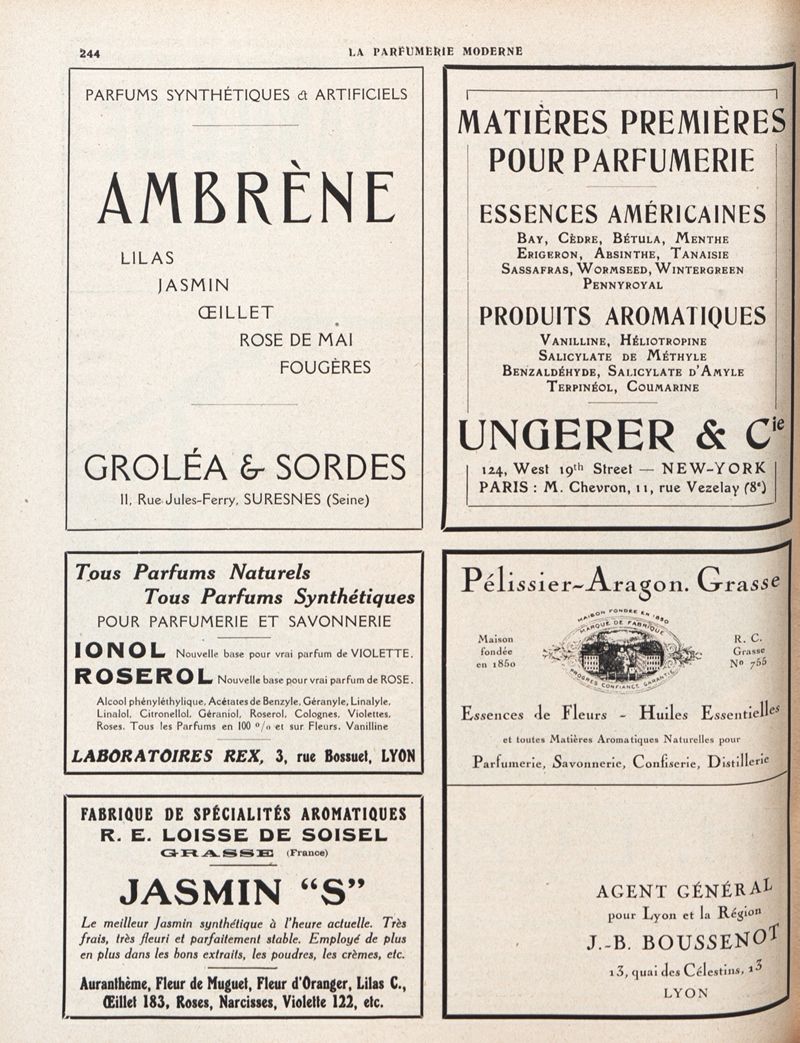 244
LA PARFUMERIE MODERNE
PARFUMS SYNTHÉTIQUES & ARTIFICIELS
AMBRÈNE
LILAS
JASMIN
ŒILLET
ROSE DE MAI
FOUGÈRES
GROLÉA & SORDES
11, Rue Jules-Ferry, SURESNES (Seine)
MATIÈRES PREMIÈRES
POUR PARFUMERIE
ESSENCES AMÉRICAINES
BAY, CÈDRE, BÉTULA, MENTHE
ERIGERON, ABSINTHE, TANAISIE
SASSAFRAS, WORMSEED, WINTERGREEN
PENNYROYAL
PRODUITS AROMATIQUES
VANILLINE, HÉLIOTROPINE
SALICYLATE DE MÉTHYLE
BENZALDÉHYDE, SALICYLATE D'AMYLE
TERPINÉOL, COUMARINE
UNGERER & Cie
124, West 19th Street — NEW-YORK
PARIS : M. Chevron, 11, rue Vezelay (8e)
Tous Parfums Naturels
Tous Parfums Synthétiques
POUR PARFUMERIE ET SAVONNERIE
IONOL Nouvelle base pour vrai parfum de VIOLETTE.
ROSEROL Nouvelle base pour vrai parfum de ROSE.
Alcool phényléthylique, Acétates de Benzyle, Géranyle, Linalyle,
Linalol, Citronellol, Géraniol, Roserol, Colognes, Violettes,
Roses. Tous les Parfums en 100 % et sur Fleurs. Vanilline
LABORATOIRES REX, 3, rue Bossuet, LYON
Pélissier-Aragon. Grasse
MAISON FONDÉE EN 1850
MARQUE DE FABRIQUE
PROGRÈS CONFIANCE GARANTIE
Maison
fondée
en 1850
R. C.
Grasse
No 755
Essences de Fleurs - Huiles Essentielles
et toutes Matières Aromatiques Naturelles pour
Parfumerie, Savonnerie, Confiserie, Distillerie
AGENT GÉNÉRAL
pour Lyon et la Région
J.-B. BOUSSENOT
13, quai des Célestins, 13
LYON
FABRIQUE DE SPÉCIALITÉS AROMATIQUES
R. E. LOISSE DE SOISEL
GRASSE (France)
JASMIN “S”
Le meilleur Jasmin synthétique à l'heure actuelle. Très
frais, très fleuri et parfaitement stable. Employé de plus
en plus dans les bons extraits, les poudres, les crèmes, etc.
Auranthème, Fleur de Muguet, Fleur d'Oranger, Lilas C.,
Œillet 183, Roses, Narcisses, Violette 122, etc.